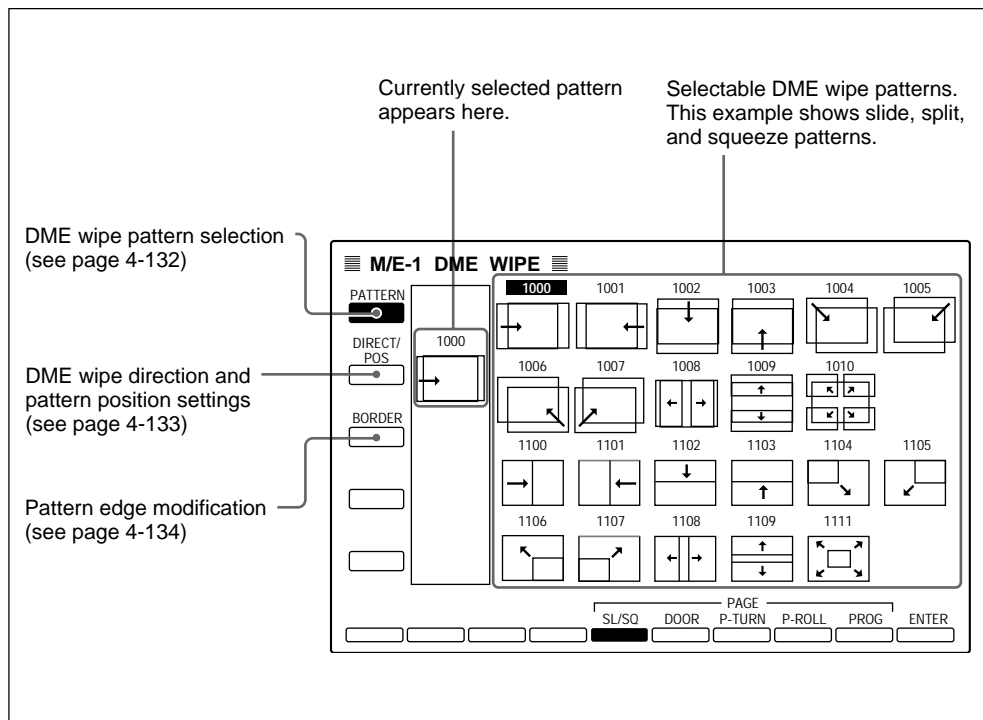 Currently selected pattern
appears here.
Selectable DME wipe patterns.
This example shows slide, split,
and squeeze patterns.
DME wipe pattern selection
(see page 4-132)
DME wipe direction and
pattern position settings
(see page 4-133)
Pattern edge modification
(see page 4-134)
M/E-1 DME WIPE
PATTERN
DIRECT/
POS
BORDER
1000
1000 1001 1002 1003 1004 1005
1006 1007 1008 1009 1010
1100 1101 1102 1103 1104 1105
1106 1107 1108 1109 1111
PAGE
SL/SQ DOOR P-TURN P-ROLL PROG ENTER